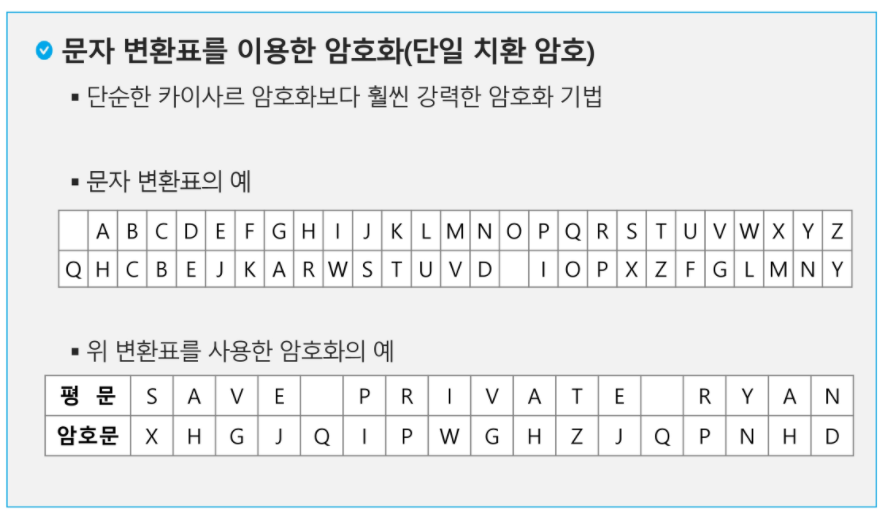 문자 변환표를 이용한 암호화(단일 치환 암호)
▪ 단순한 카이사르 암호화보다 훨씬 강력한 암호화 기법
▪ 문자 변환표의 예
A B C D E F G H I J K L M N O P Q R S T U V W X Y Z
Q H C B E J K A R W S T U V D I O P X Z F G L M N Y
▪ 위 변환표를 사용한 암호화의 예
평 문 S A V E P R I V A T E R Y A N
암호문 X H G J Q I P W G H Z J Q P N H D